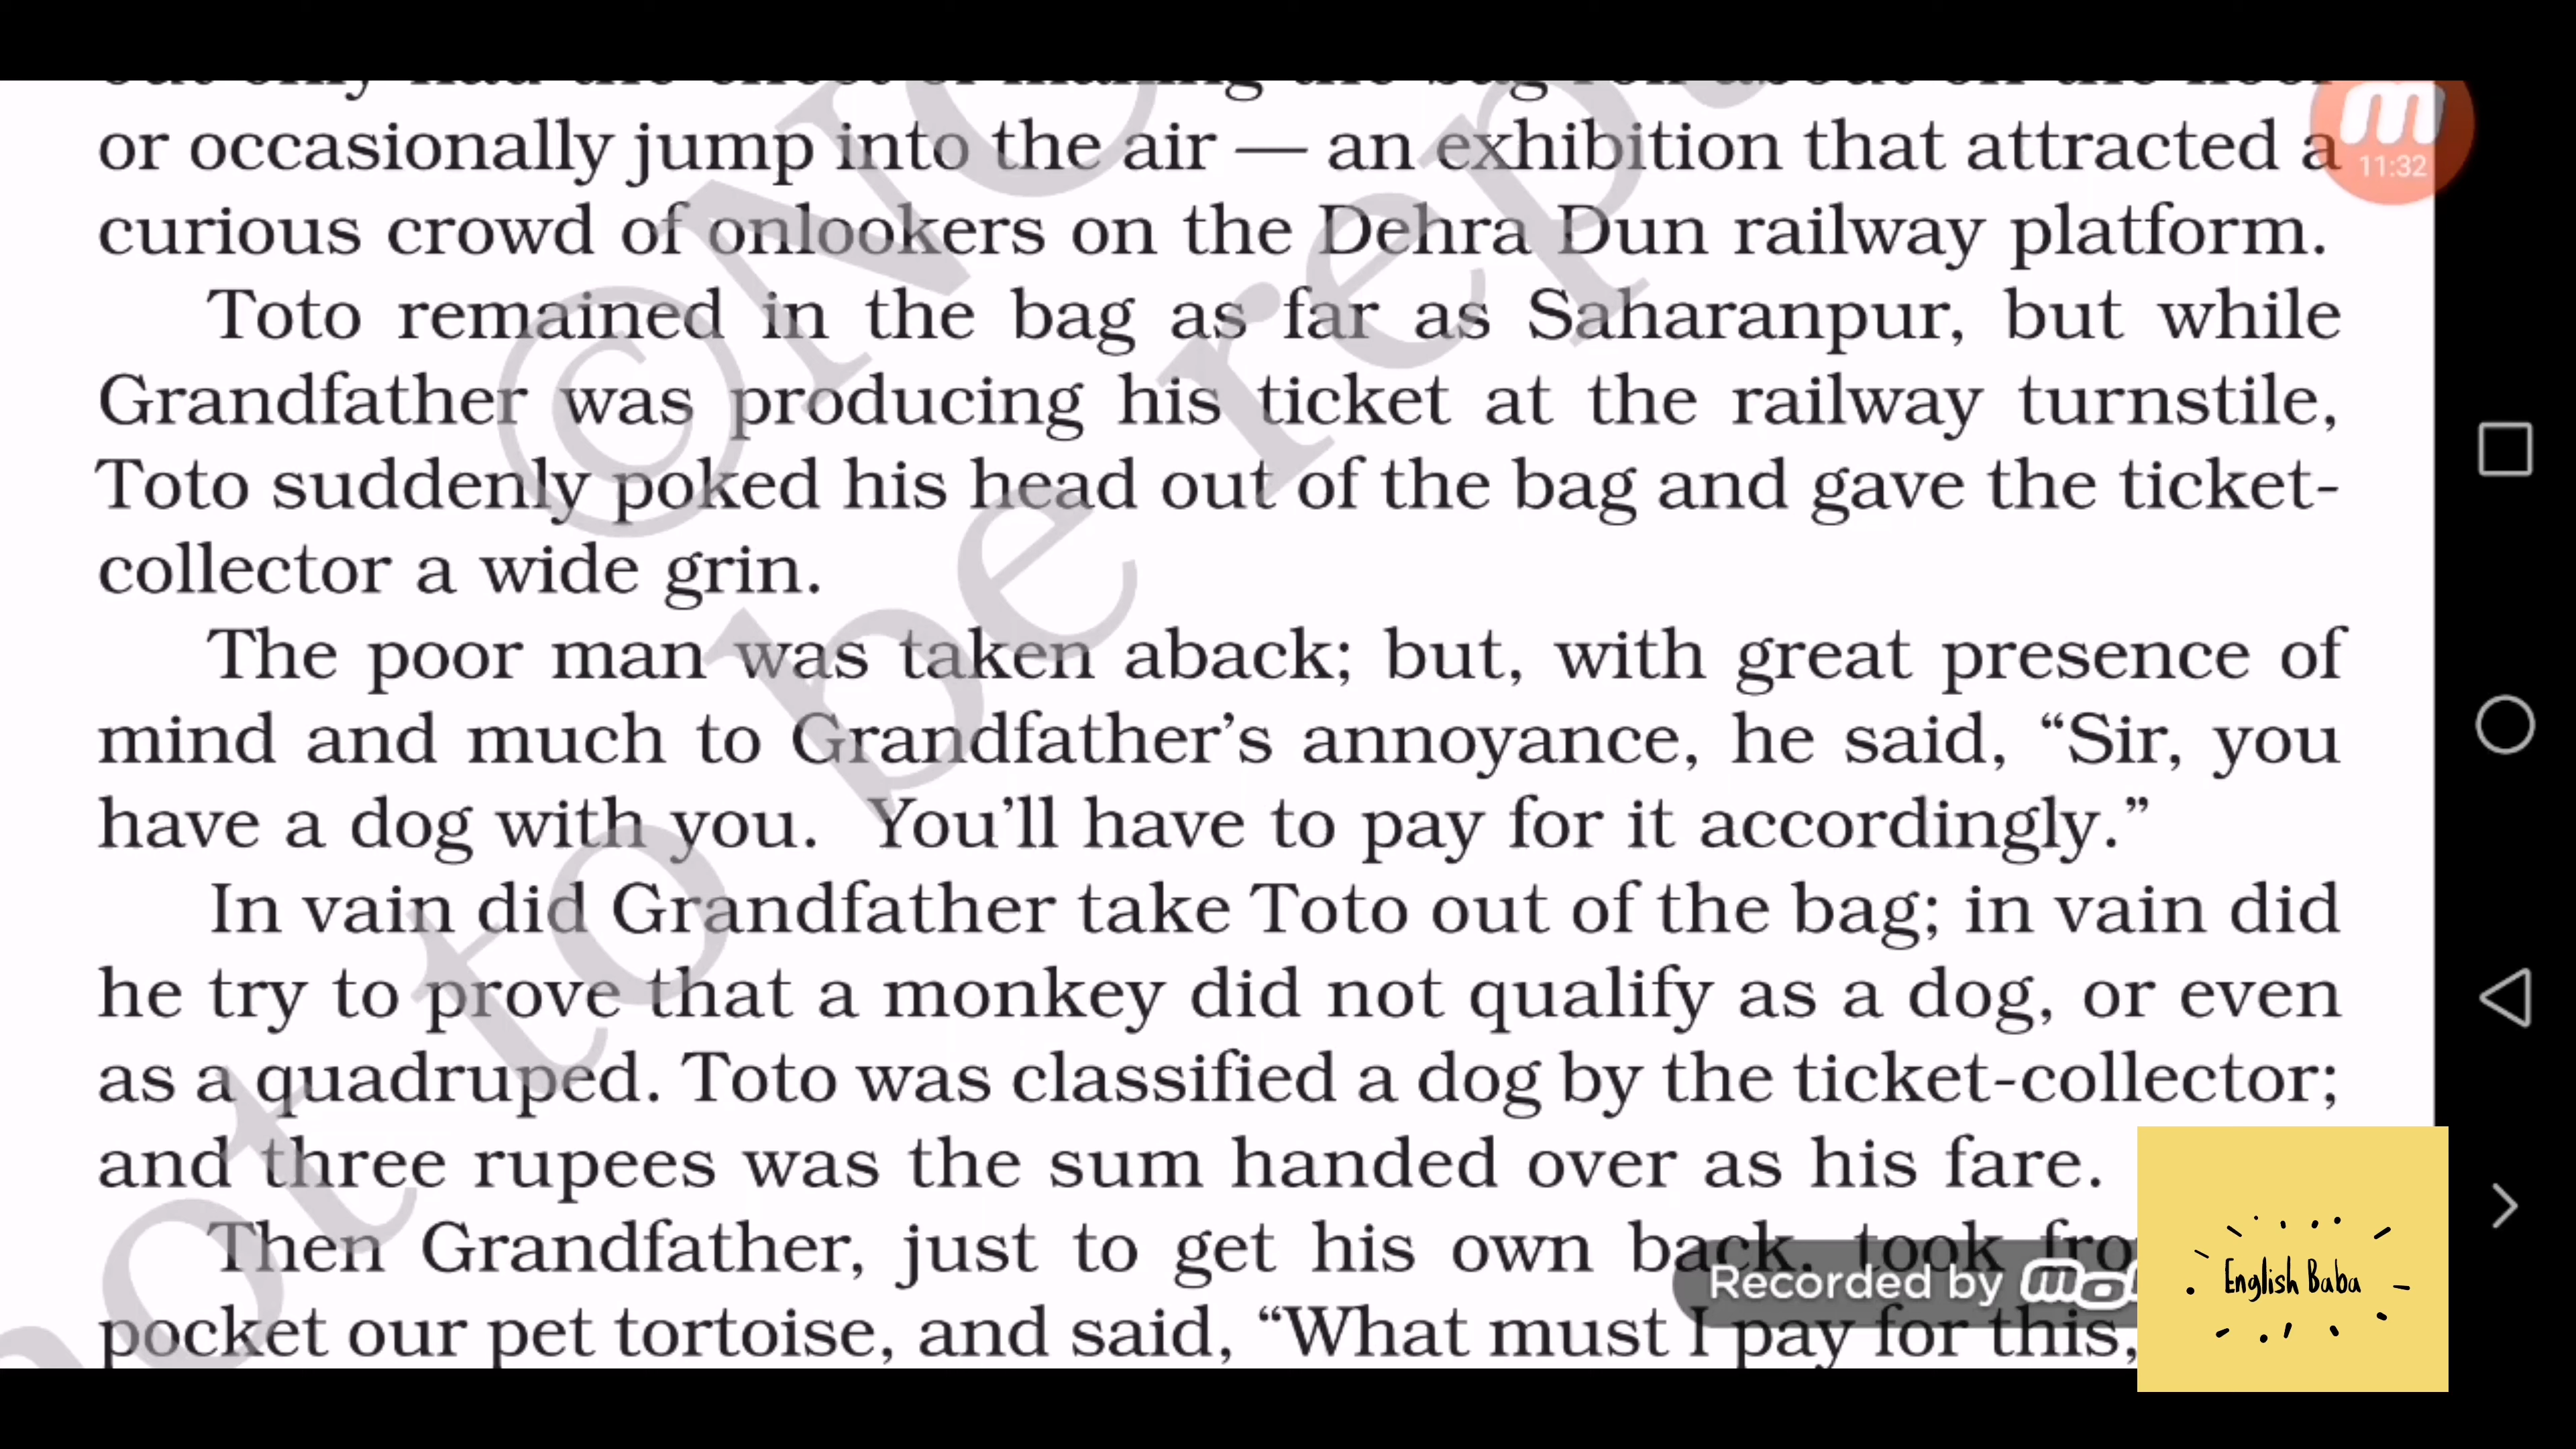 or occasionally jump into the air — an exhibition that attracted a
11:32
curious crowd of onlookers on the Dehra Dun railway platform.
Toto remained in the bag as far as Saharanpur, but while
Grandfather was producing his ticket at the railway turnstile,
Toto suddenly poked his head out of the bag and gave the ticket-
collector a wide grin.
The poor man was taken aback; but, with great presence of
mind and much to Grandfather’s annoyance, he said, “Sir, you
have a dog with you. You’ll have to pay for it accordingly.”
In vain did Grandfather take Toto out of the bag; in vain did
he try to prove that a monkey did not qualify as a dog, or even
as a quadruped. Toto was classified a dog by the ticket-collector;
and three rupees was the sum handed over as his fare.
Then Grandfather, just to get his own back, took
pocket our pet tortoise, and said, “What must I pay for this,
Recorded by
English Baba
not to be